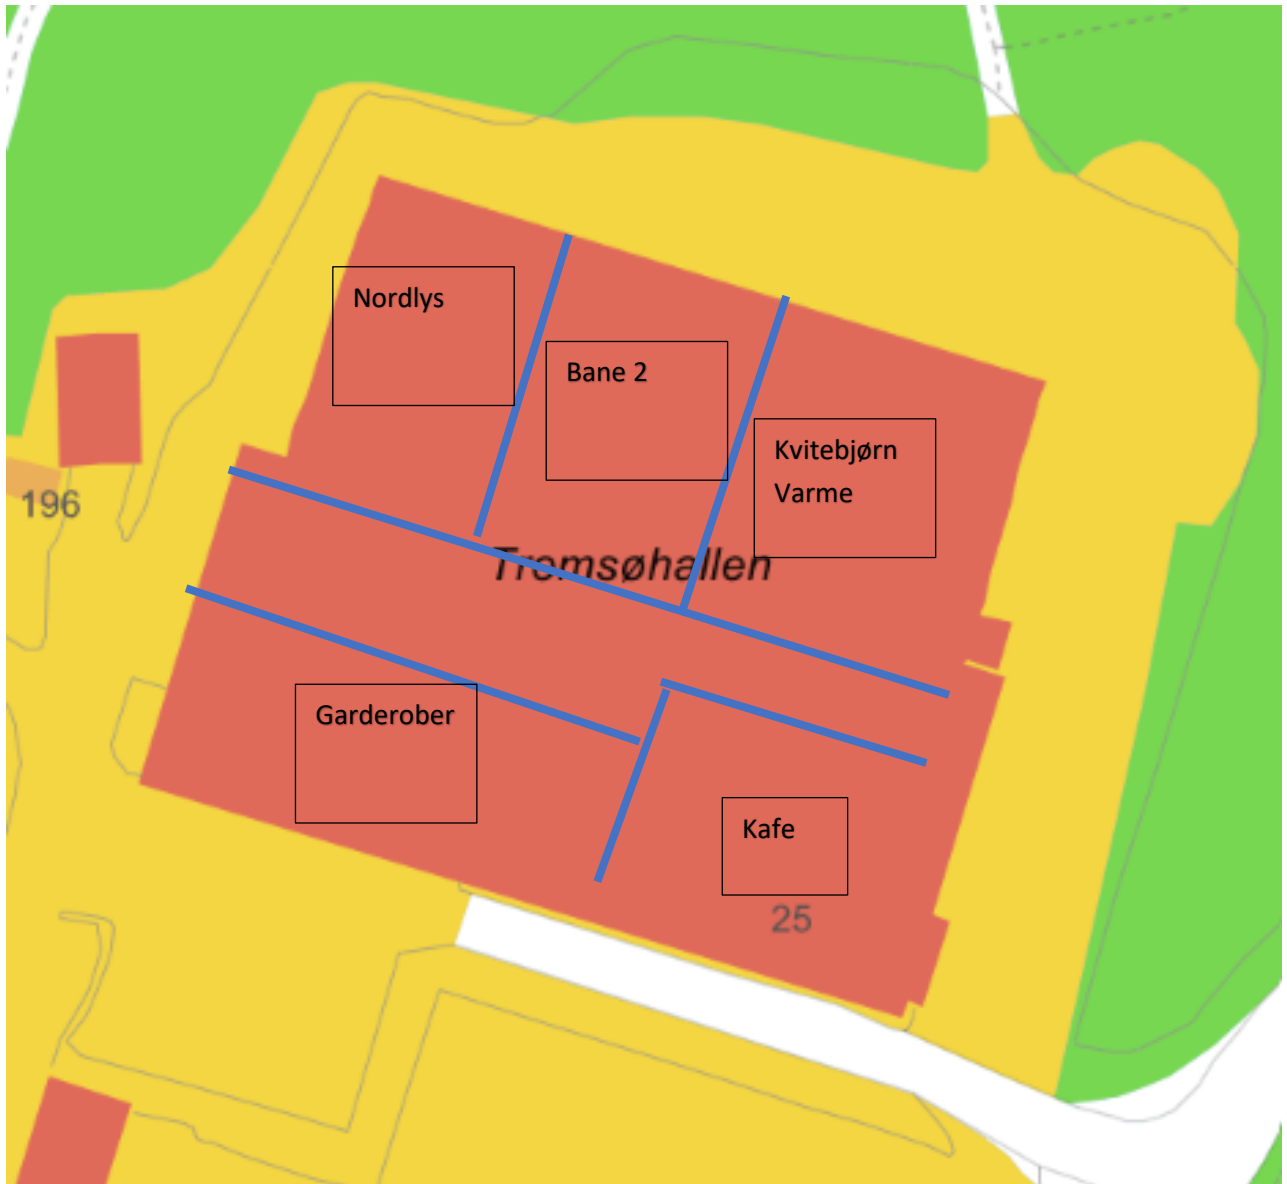 Nordlys
Bane 2
Kvitebjørn
Varme
196
Tromsøhallen
Garderober
Kafe
25